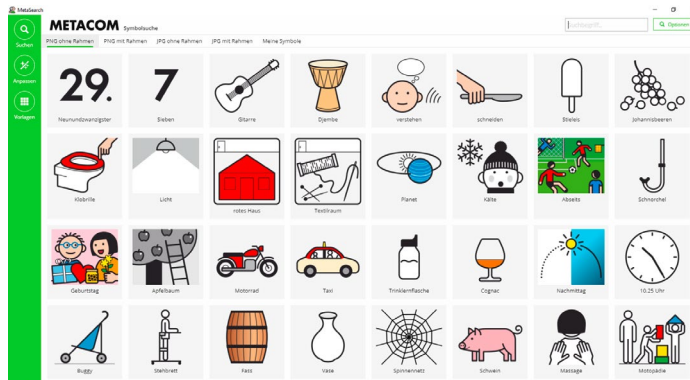 MetaSearch
METACOM Symbolsuche
Suchbegriff...
Optionen
PNG ohne Rahmen PNG mit Rahmen JPG ohne Rahmen JPG mit Rahmen Meine Symbole
Suchen
Anpassen
Vorlagen
29. 7
Neunundzwanzigster Sieben Gitarre Djembe verstehen schneiden Stieleis Johannisbeeren
Klobrille Licht rotes Haus Textilraum Planet Kälte Abseits Schnorchel
Geburtstag Apfelbaum Motorrad Taxi Trinklernflasche Cognac Nachmittag 10.25 Uhr
Buggy Stehbrett Fass Vase Spinnennetz Schwein Massage Motopädie